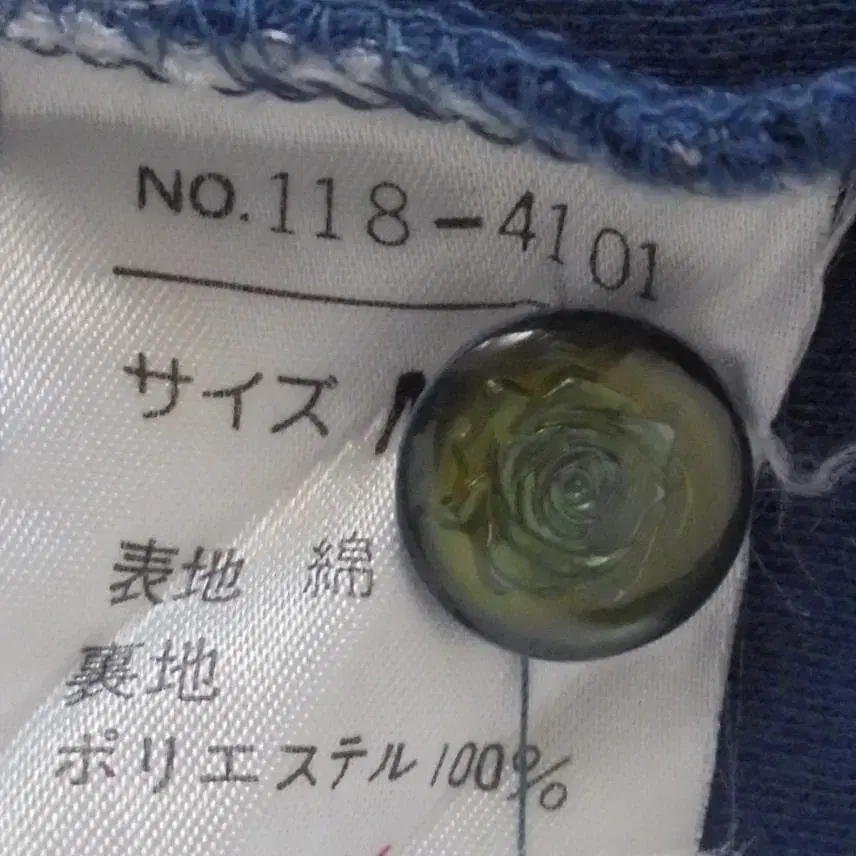 NO.118-4101
サイズ
表地 綿
裏地
ポリエステル100%